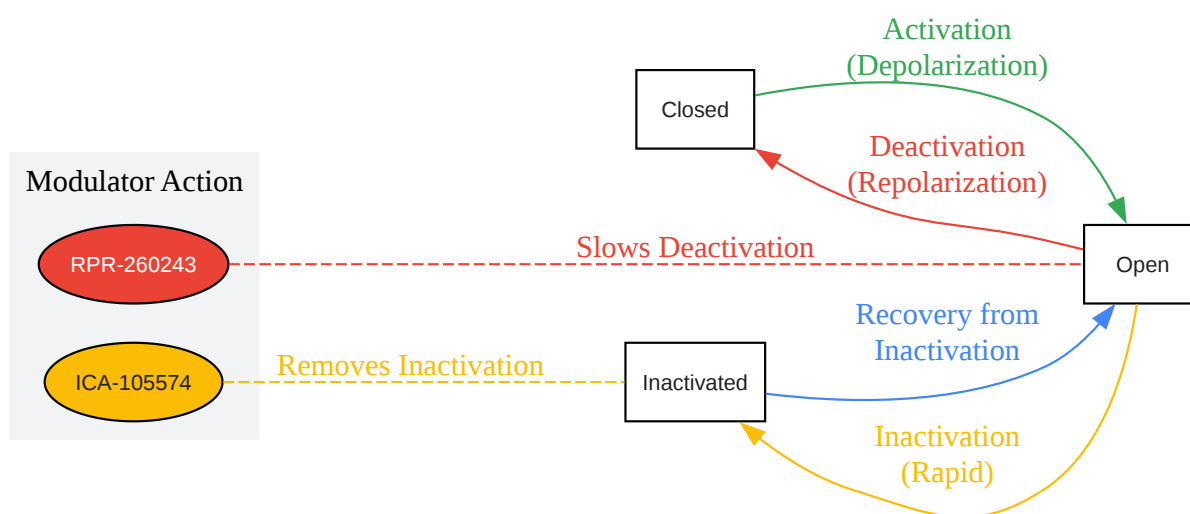 Activation
(Depolarization)
Closed
Deactivation
(Repolarization)
Modulator Action
RPR-260243
Slows Deactivation
Open
Recovery from
Inactivation
ICA-105574
Removes Inactivation
Inactivated
Inactivation
(Rapid)